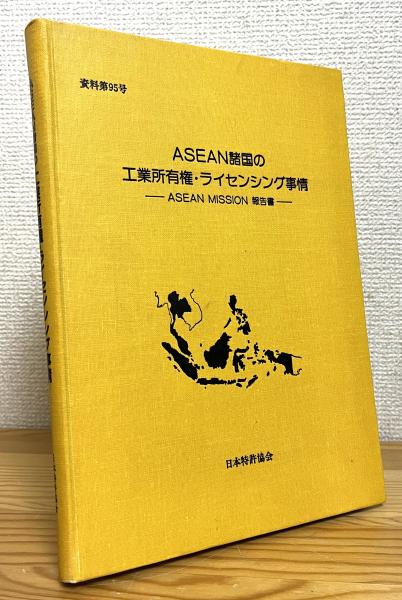 資料第95号
ASEAN諸国の
工業所有権・ライセンシング事情
— ASEAN MISSION 報告書 —
日本特許協会